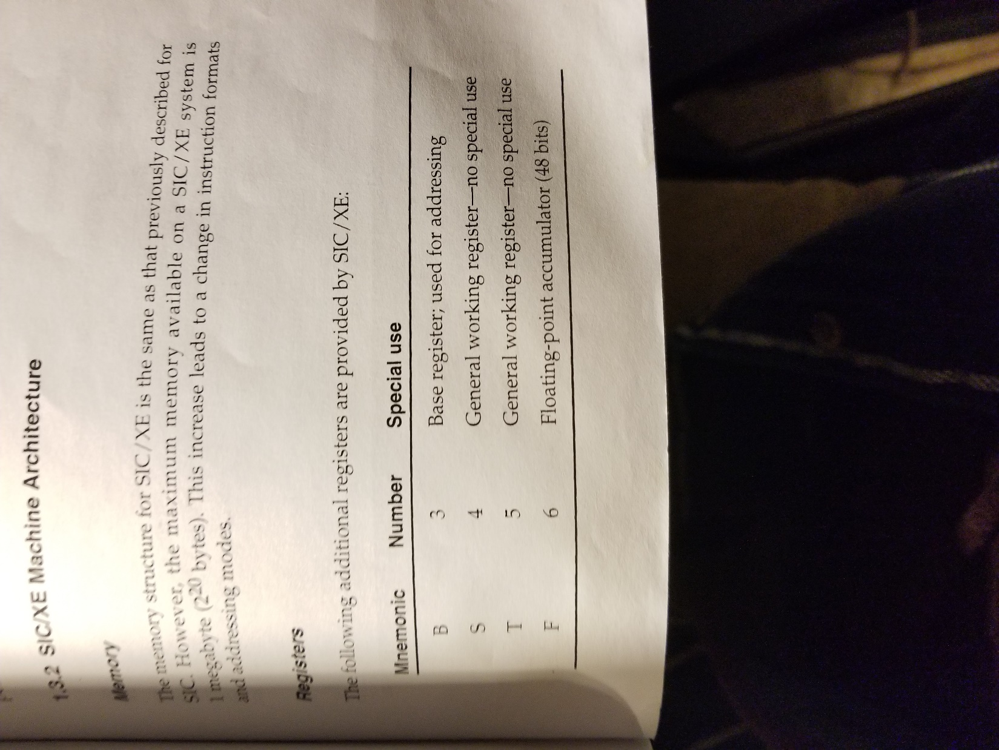 1.3.2 SIC/XE Machine Architecture
Memory
The memory structure for SIC/XE is the same as that previously described for
SIC. However, the maximum memory available on a SIC/XE system is
1 megabyte (2²⁰ bytes). This increase leads to a change in instruction formats
and addressing modes.
Registers
The following additional registers are provided by SIC/XE:
Mnemonic Number Special use
B 3 Base register; used for addressing
S 4 General working register—no special use
T 5 General working register—no special use
F 6 Floating-point accumulator (48 bits)